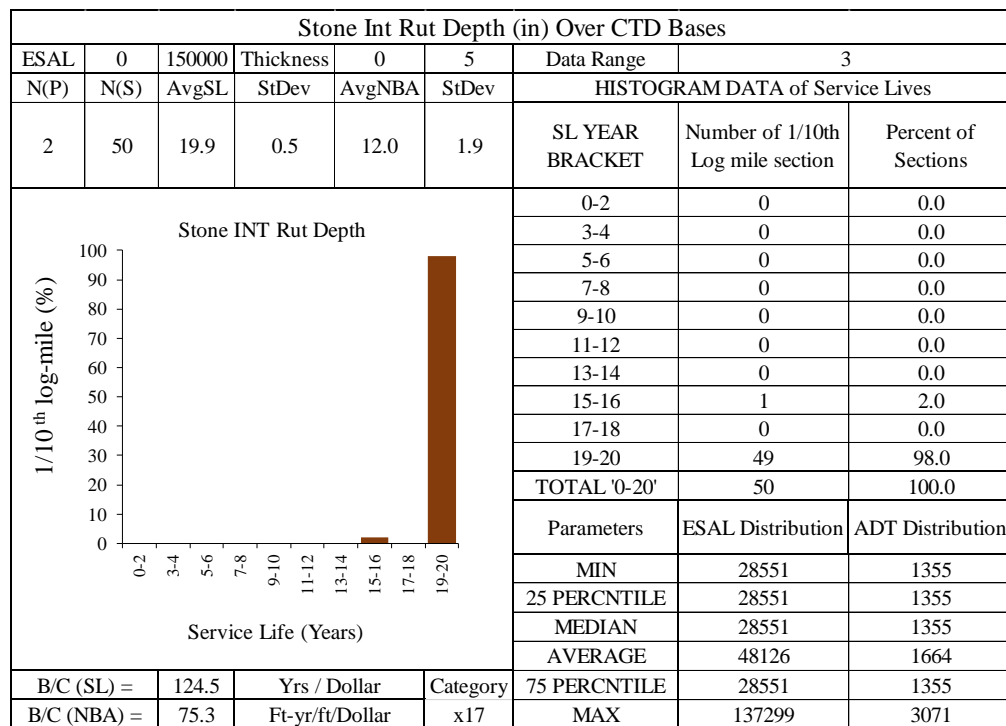 Stone Int Rut Depth (in) Over CTD Bases
ESAL 0 150000 Thickness 0 5 Data Range 3
N(P) N(S) AvgSL StDev AvgNBA StDev HISTOGRAM DATA of Service Lives
2 50 19.9 0.5 12.0 1.9
SL YEAR BRACKET
Number of 1/10th Log mile section
Percent of Sections
0-2 0 0.0
3-4 0 0.0
5-6 0 0.0
7-8 0 0.0
9-10 0 0.0
11-12 0 0.0
13-14 0 0.0
15-16 1 2.0
17-18 0 0.0
19-20 49 98.0
TOTAL '0-20' 50 100.0
Parameters ESAL Distribution ADT Distribution
MIN 28551 1355
25 PERCNTILE 28551 1355
MEDIAN 28551 1355
AVERAGE 48126 1664
75 PERCNTILE 28551 1355
MAX 137299 3071
Stone INT Rut Depth
1/10 th log-mile (%)
100
90
80
70
60
50
40
30
20
10
0
0-2 3-4 5-6 7-8 9-10 11-12 13-14 15-16 17-18 19-20
Service Life (Years)
B/C (SL) = 124.5 Yrs / Dollar Category
B/C (NBA) = 75.3 Ft-yr/ft/Dollar x17